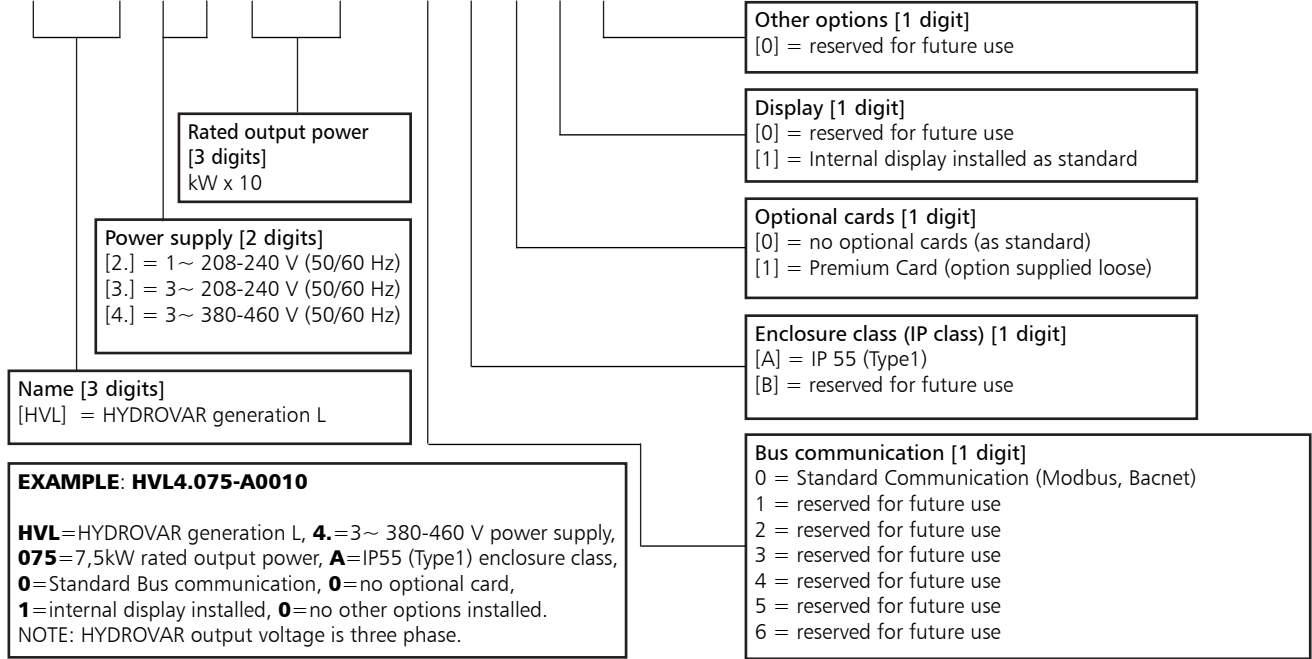 Other options [1 digit]
[0] = reserved for future use
Display [1 digit]
[0] = reserved for future use
[1] = Internal display installed as standard
Rated output power
[3 digits]
kW x 10
Optional cards [1 digit]
[0] = no optional cards (as standard)
[1] = Premium Card (option supplied loose)
Power supply [2 digits]
[2.] = 1~ 208-240 V (50/60 Hz)
[3.] = 3~ 208-240 V (50/60 Hz)
[4.] = 3~ 380-460 V (50/60 Hz)
Enclosure class (IP class) [1 digit]
[A] = IP 55 (Type1)
[B] = reserved for future use
Name [3 digits]
[HVL] = HYDROVAR generation L
Bus communication [1 digit]
0 = Standard Communication (Modbus, Bacnet)
1 = reserved for future use
2 = reserved for future use
3 = reserved for future use
4 = reserved for future use
5 = reserved for future use
6 = reserved for future use
EXAMPLE: HVL4.075-A0010
HVL=HYDROVAR generation L, 4.=3~ 380-460 V power supply,
075=7,5kW rated output power, A=IP55 (Type1) enclosure class,
0=Standard Bus communication, 0=no optional card,
1=internal display installed, 0=no other options installed.
NOTE: HYDROVAR output voltage is three phase.